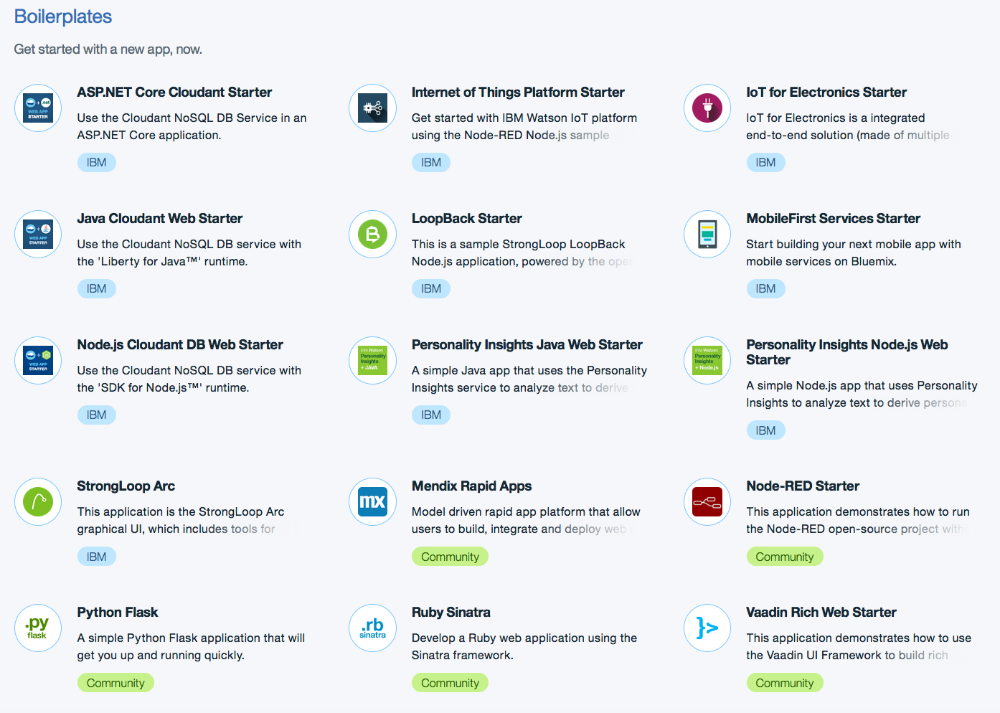 Boilerplates
Get started with a new app, now.
WEB APP
STARTER
ASP.NET Core Cloudant Starter
Use the Cloudant NoSQL DB Service in an
ASP.NET Core application.
IBM
Internet of Things Platform Starter
Get started with IBM Watson IoT platform
using the Node-RED Node.js sample
IBM
IoT for Electronics Starter
IoT for Electronics is a integrated
end-to-end solution (made of multiple
IBM
WEB APP
STARTER
Java Cloudant Web Starter
Use the Cloudant NoSQL DB service with
the 'Liberty for Java™' runtime.
IBM
LoopBack Starter
This is a sample StrongLoop LoopBack
Node.js application, powered by the open
IBM
MobileFirst Services Starter
Start building your next mobile app with
mobile services on Bluemix.
IBM
WEB APP
STARTER
Node.js Cloudant DB Web Starter
Use the Cloudant NoSQL DB service with
the 'SDK for Node.js™' runtime.
IBM
IBM Watson
Personality
Insights
+ JAVA
Personality Insights Java Web Starter
A simple Java app that uses the Personality
Insights service to analyze text to derive
IBM
IBM Watson
Personality
Insights
+ Node.js
Personality Insights Node.js Web
Starter
A simple Node.js app that uses Personality
Insights to analyze text to derive persona
IBM
StrongLoop Arc
This application is the StrongLoop Arc
graphical UI, which includes tools for
IBM
mx
Mendix Rapid Apps
Model driven rapid app platform that allow
users to build, integrate and deploy web
Community
Node-RED Starter
This application demonstrates how to run
the Node-RED open-source project with
Community
.py
flask
Python Flask
A simple Python Flask application that will
get you up and running quickly.
Community
.rb
sinatra
Ruby Sinatra
Develop a Ruby web application using the
Sinatra framework.
Community
}>
Vaadin Rich Web Starter
This application demonstrates how to use
the Vaadin UI Framework to build rich
Community